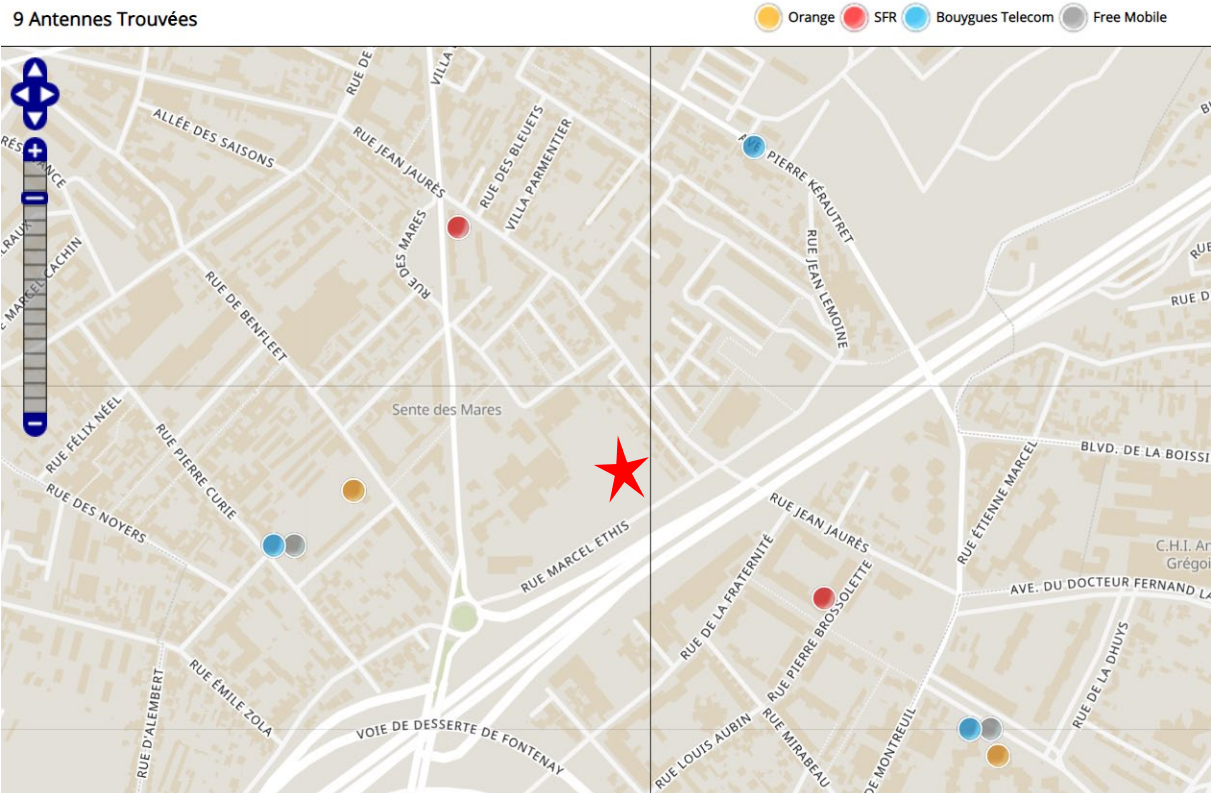 9 Antennes Trouvées
Orange
SFR
Bouygues Telecom
Free Mobile
RUE DE
VILLA
ALLÉE DES SAISONS
RUE JEAN JAURÈS
RUE DES BLEUETS
VILLA PARMENTIER
AVE. PIERRE KÉRAUTRET
RUE DES MARES
RUE JEAN LEMOINE
MARCEL CACHIN
RUE DE BENFLEET
RUE D
Sente des Mares
RUE FÉLIX NÉEL
RUE PIERRE CURIE
BLVD. DE LA BOISSI
RUE ÉTIENNE MARCEL
RUE DES NOYERS
RUE JEAN JAURÈS
RUE MARCEL ETHIS
C.H.I. An
Grégoi
RUE DE LA FRATERNITÉ
RUE PIERRE BROSSOLETTE
AVE. DU DOCTEUR FERNAND LA
RUE DE LA DHUYS
RUE ÉMILE ZOLA
RUE D'ALEMBERT
VOIE DE DESSERTE DE FONTENAY
RUE LOUIS AUBIN
RUE MIRABEAU
DE MONTREUIL